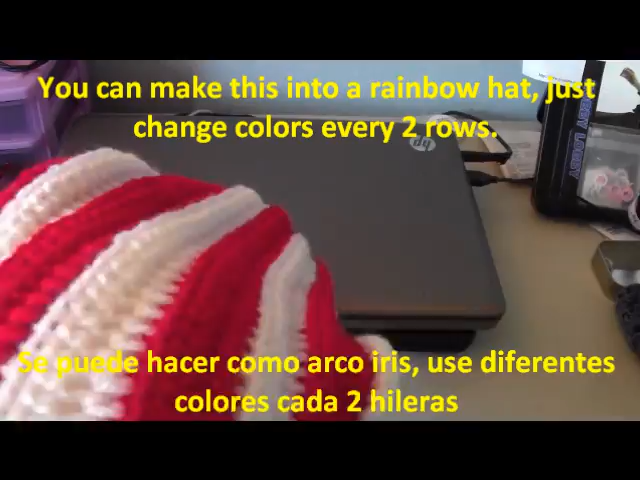 You can make this into a rainbow hat, just
change colors every 2 rows.
hp
Se puede hacer como arco iris, use diferentes
colores cada 2 hileras